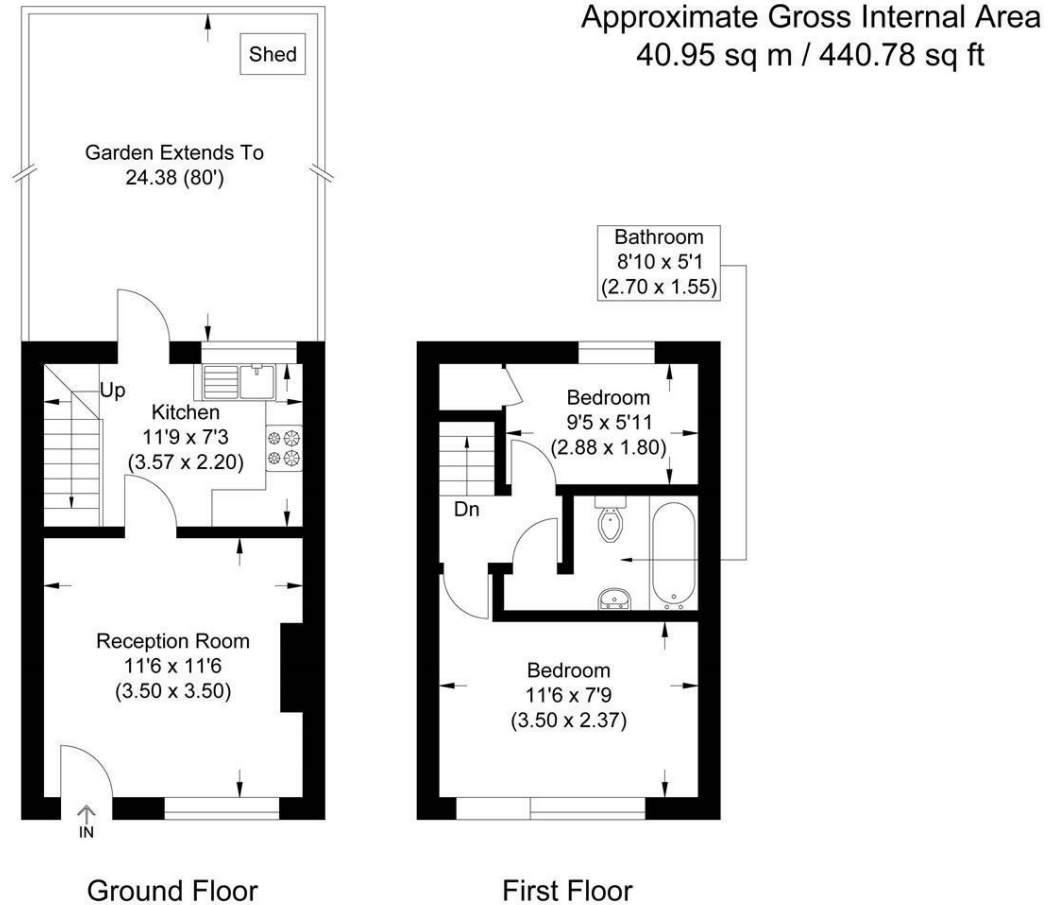 Approximate Gross Internal Area
40.95 sq m / 440.78 sq ft
Shed
Garden Extends To
24.38 (80')
Up
Kitchen
11'9 x 7'3
(3.57 x 2.20)
Reception Room
11'6 x 11'6
(3.50 x 3.50)
IN
Ground Floor
Bathroom
8'10 x 5'1
(2.70 x 1.55)
Bedroom
9'5 x 5'11
(2.88 x 1.80)
Dn
Bedroom
11'6 x 7'9
(3.50 x 2.37)
First Floor